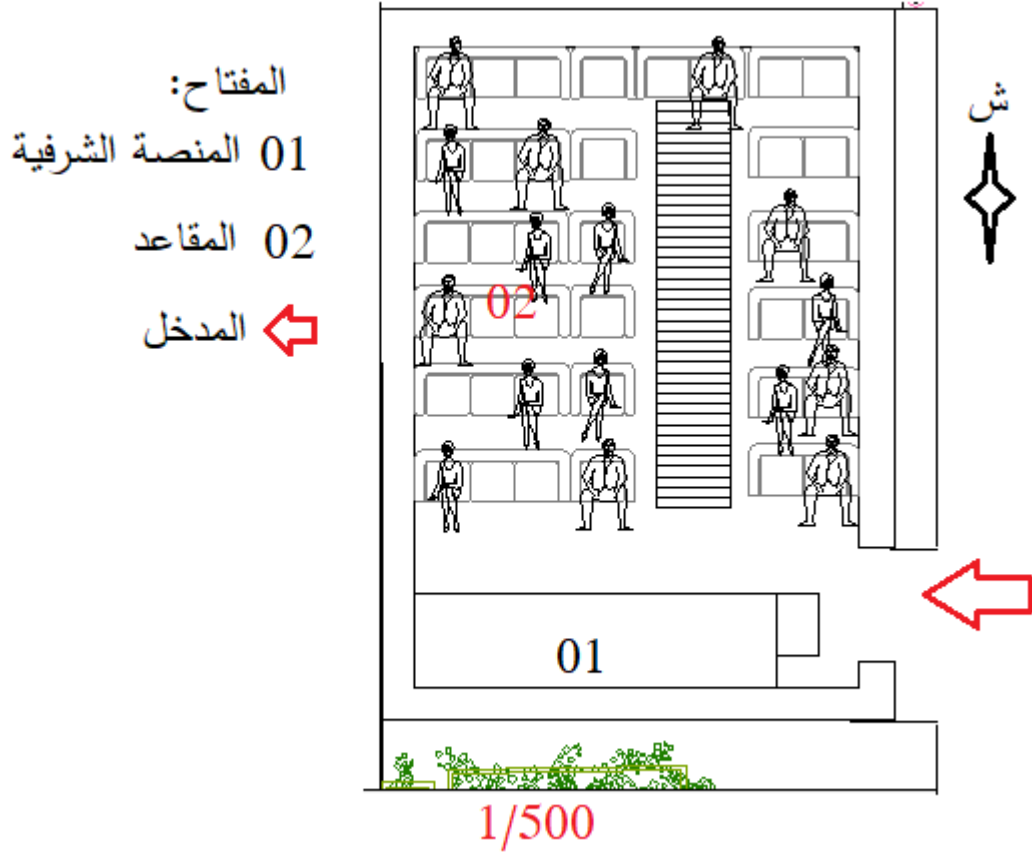 المفتاح:
01 المنصة الشرفية
02 المقاعد
المدخل
ش
02
01
1/500